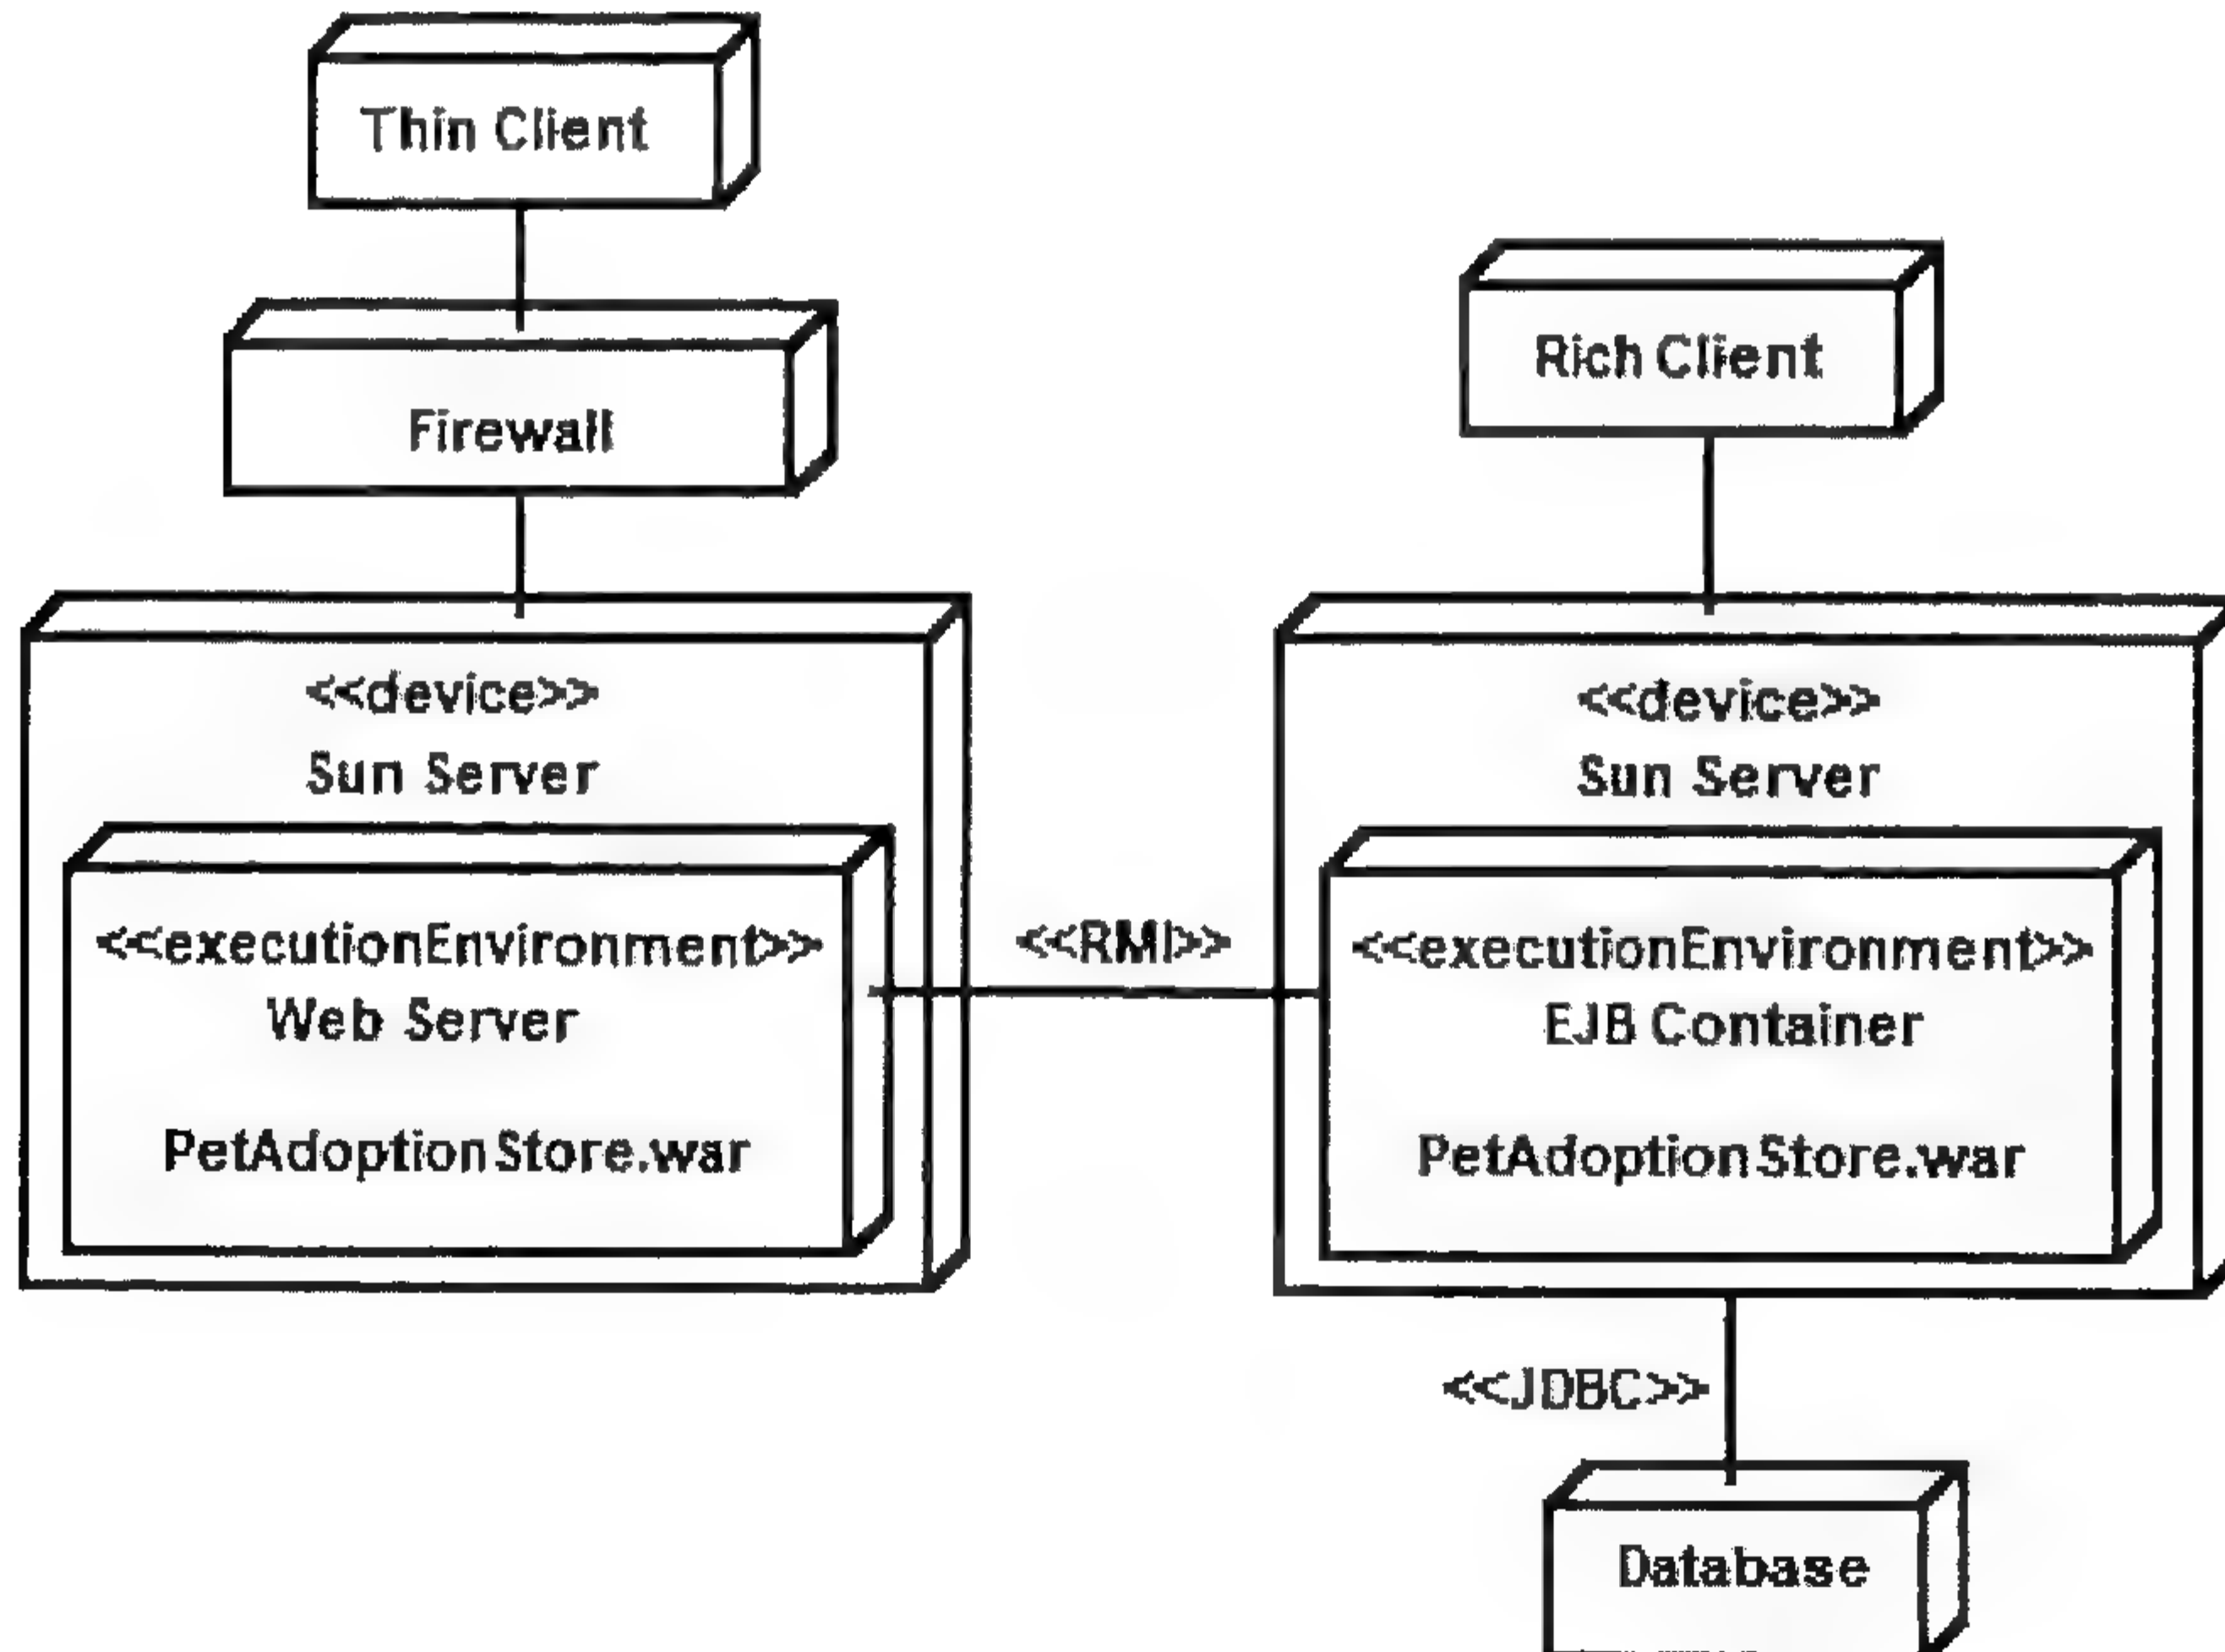 Thin Client
Firewall
Rich Client
<<device>>
Sun Server
<<executionEnvironment>>
Web Server
PetAdoptionStore.war
<<RMI>>
<<device>>
Sun Server
<<executionEnvironment>>
EJB Container
PetAdoptionStore.war
<<JDBC>>
Database